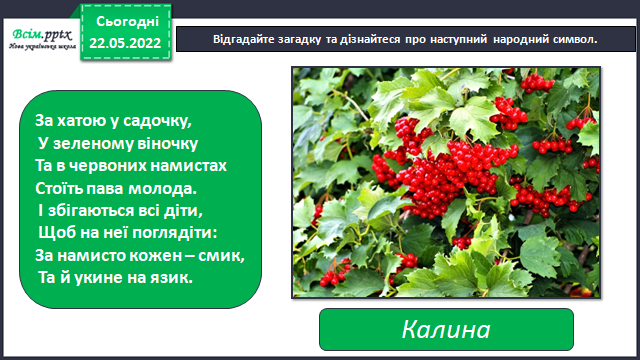 Всім.pptx
Нова українська школа
Сьогодні
22.05.2022
Відгадайте загадку та дізнайтеся про наступний народний символ.
За хатою у садочку,
У зеленому віночку
Та в червоних намистах
Стоїть пава молода.
І збігаються всі діти,
Щоб на неї поглядіти:
За намисто кожен – смик,
Та й укине на язик.
Калина